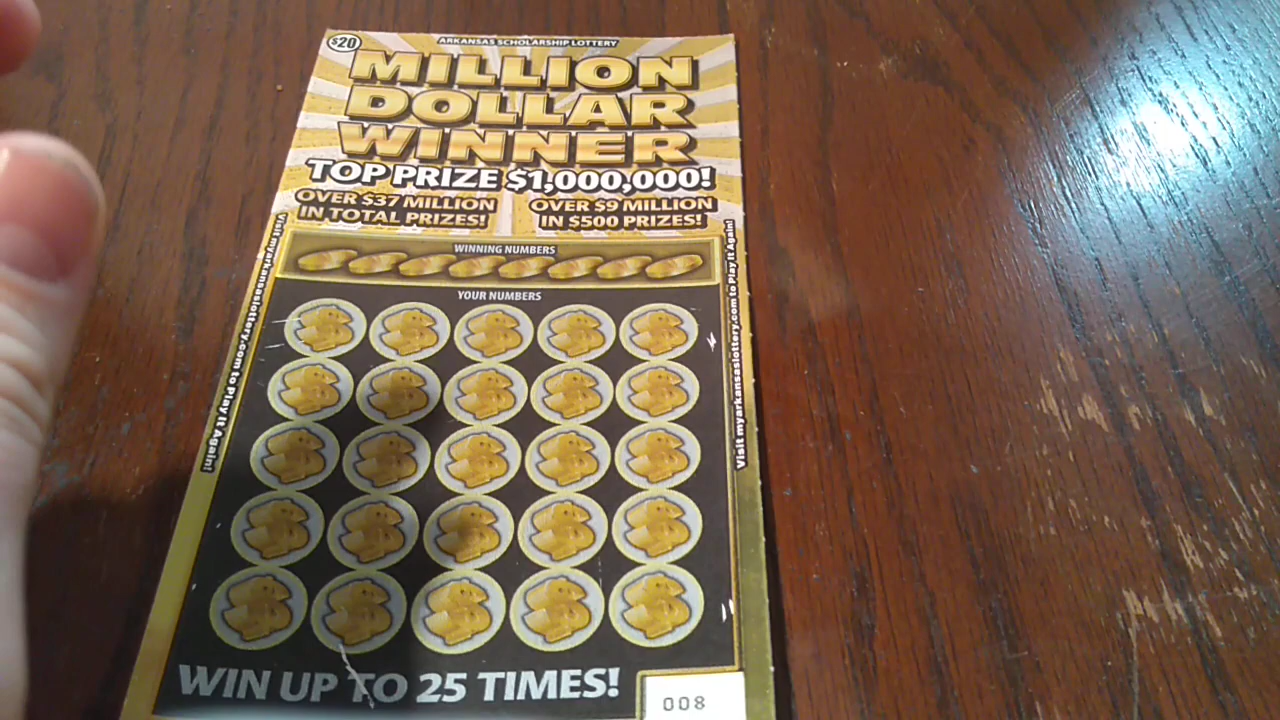 $20
ARKANSAS SCHOLARSHIP LOTTERY
MILLION
DOLLAR
WINNER
TOP PRIZE $1,000,000!
OVER $37 MILLION
IN TOTAL PRIZES!
OVER $9 MILLION
IN $500 PRIZES!
WINNING NUMBERS
YOUR NUMBERS
Visit myarkansaslottery.com to Play It Again!
Visit myarkansaslottery.com to Play It Again!
WIN UP TO 25 TIMES!
008